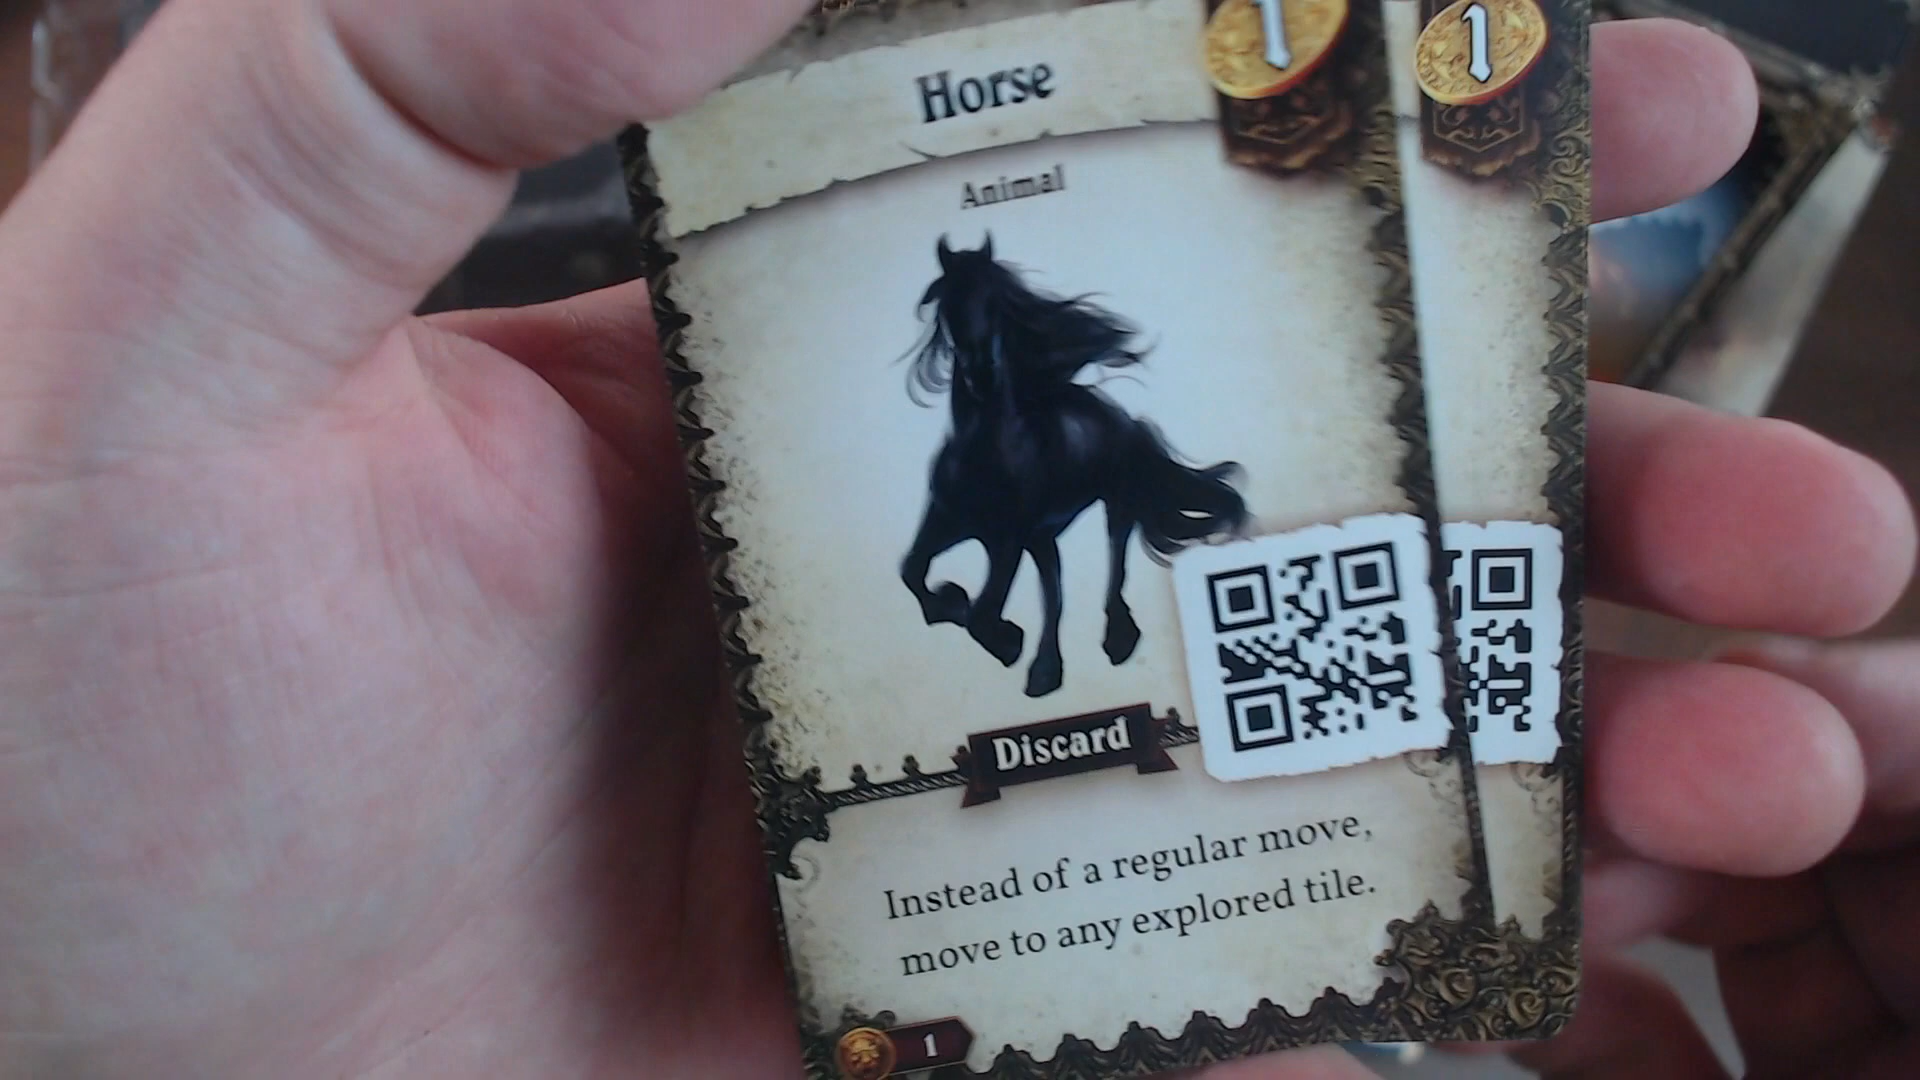 1
1
Horse
Animal
Discard
Instead of a regular move,
move to any explored tile.
1